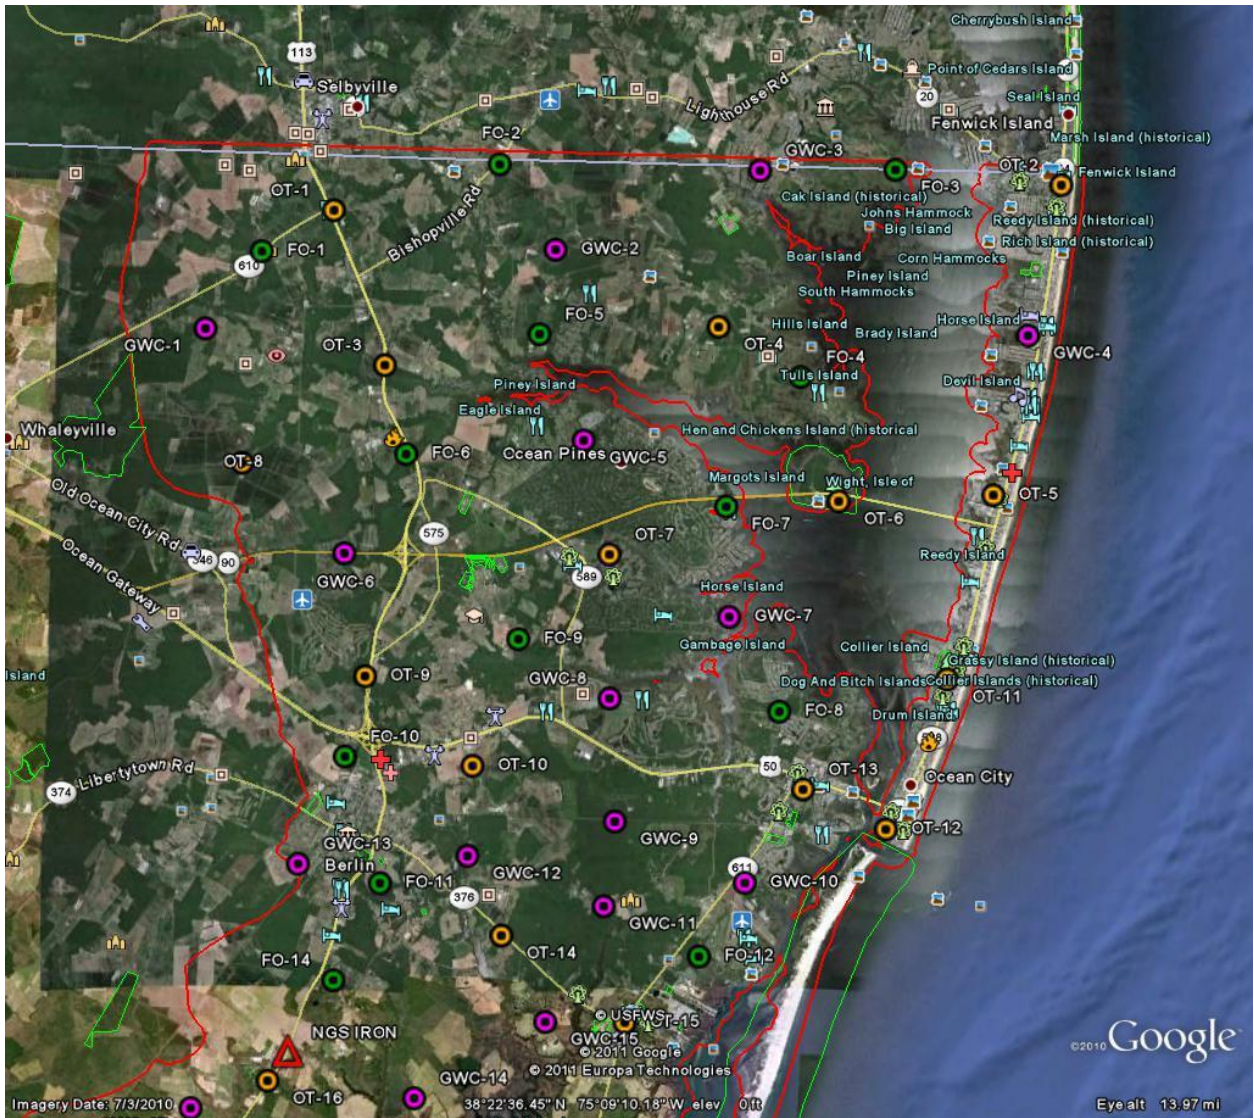 Cherrybush Island
113
Point of Cedars Island
Selbyville
Lighthouse Rd
20
Seal Island
Fenwick Island
FO-2
Marsh Island (historical)
GWC-3
OT-2
Fenwick Island
OT-1
FO-3
Cak Island (historical)
Bishopville Rd
Johns Hammock
Reedy Island (historical)
Big Island
FO-1
GWC-2
Rich Island (historical)
610
Boar Island
Corn Hammocks
Piney Island
South Hammocks
FO-5
Horse Island
Hills Island
Brady Island
GWC-1
OT-4
GWC-4
OT-3
FO-4
Tulls Island
Devil Island
Piney Island
Eagle Island
Whaleyville
Hen and Chickens Island (historical
Ocean Pines
FO-6
GWC-5
OT-8
Margots Island
Wight, Isle of
OT-5
Old Ocean City Rd
FO-7
OT-6
575
OT-7
Ocean Gateway
346
90
Reedy Island
GWC-6
589
Horse Island
GWC-7
FO-9
Gambage Island
Collier Island
Island
OT-9
GWC-8
Grassy Island (historical)
Dog And Bitch Islands
Collier Islands (historical)
OT-11
FO-8
Drum Island
FO-10
OT-10
50
OT-13
Libertytown Rd
Ocean City
374
GWC-9
OT-12
GWC-13
Berlin
GWC-12
611
FO-11
GWC-10
376
GWC-11
OT-14
FO-14
FO-12
© USFWS
OT-15
NGS IRON
GWC-15
© 2011 Google
©2010 Google
© 2011 Europa Technologies
OT-16
GWC-14
Imagery Date: 7/3/2010
38°22'36.45" N 75°09'10.18" W elev 0 ft
Eye alt 13.97 mi